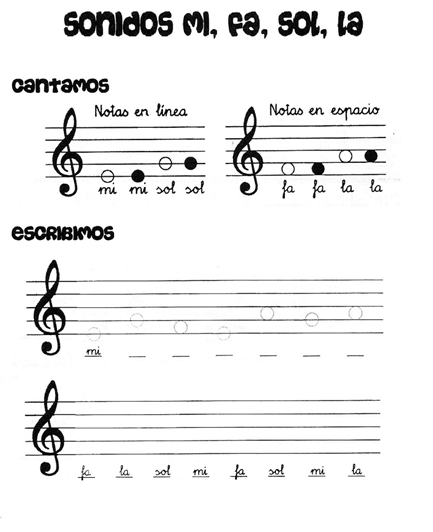 Sonidos mi, fa, sol, la
cantamos
Notas en línea
Notas en espacio
mi mi sol sol
fa fa la la
escribimos
mi
fa la sol mi fa sol mi la